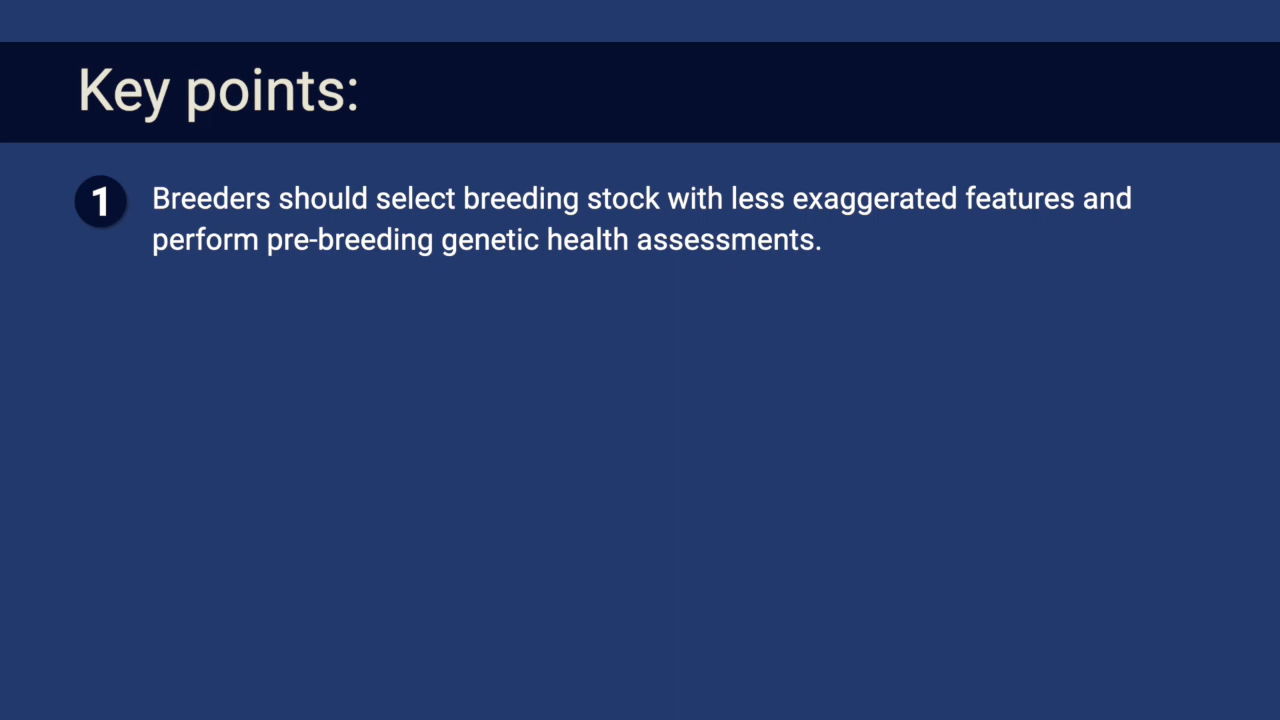 Key points:
1 Breeders should select breeding stock with less exaggerated features and
perform pre-breeding genetic health assessments.